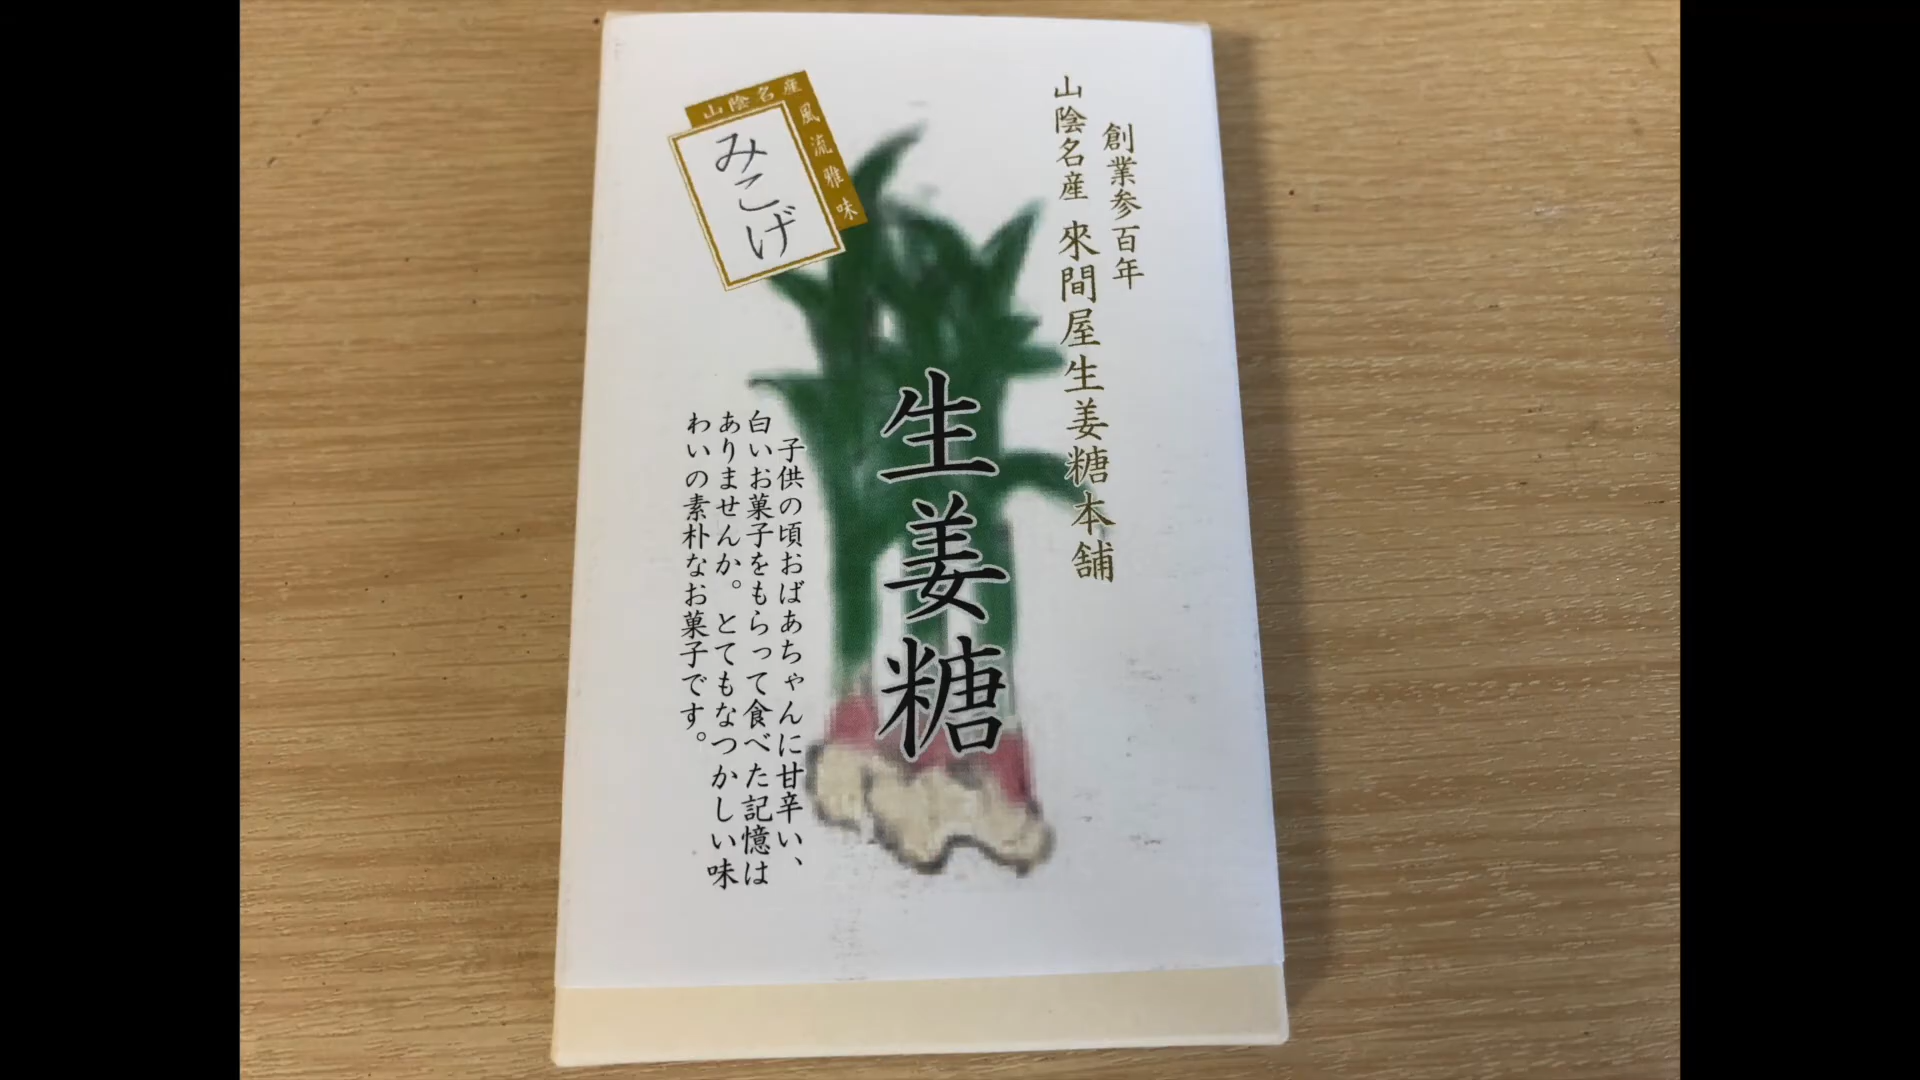 創業参百年
山陰名産 來間屋生姜糖本舗
生姜糖
山陰名産
風流雅味
みこげ
子供の頃おばあちゃんに甘辛い、
白いお菓子をもらって食べた記憶は
ありませんか。とてもなつかしい味
わいの素朴なお菓子です。